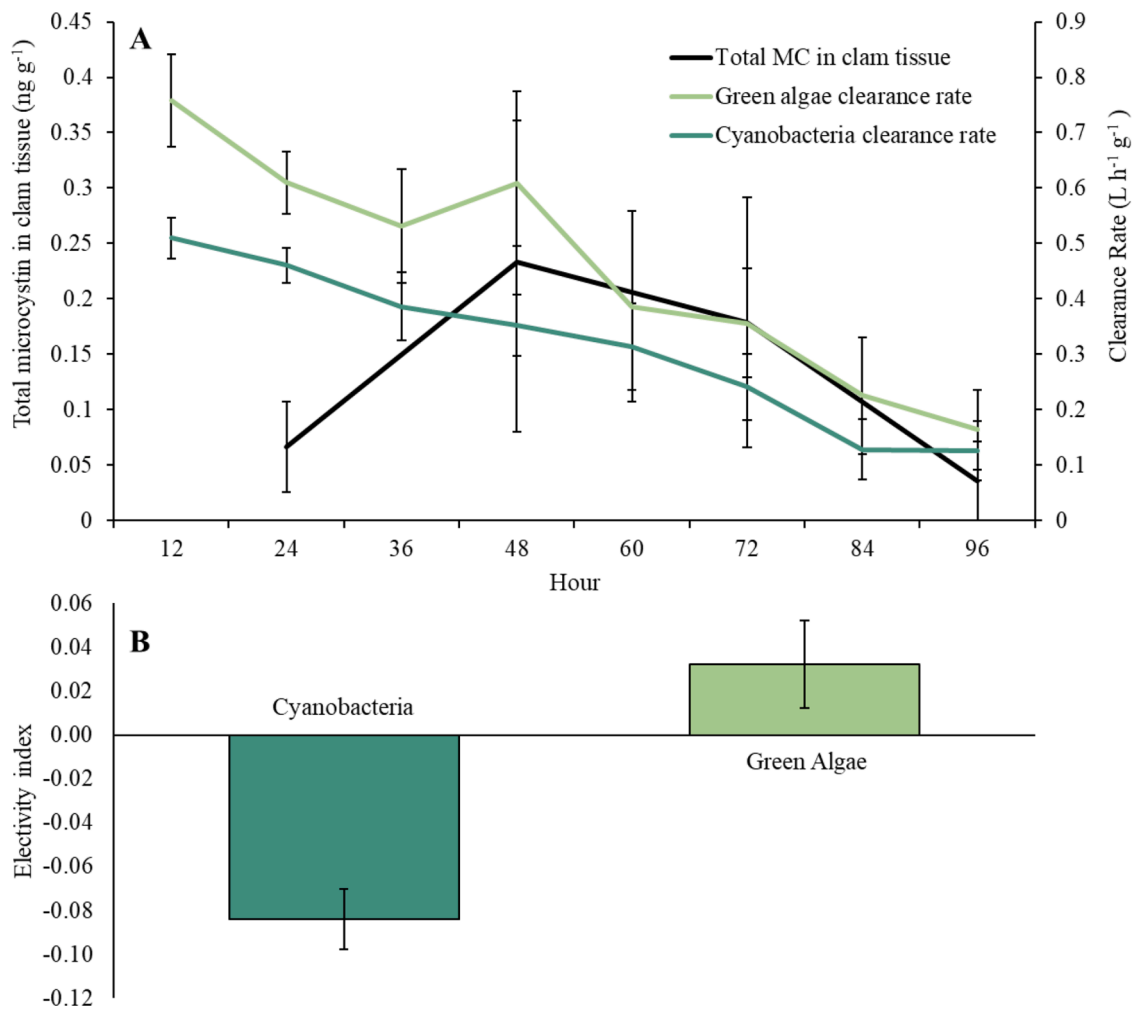 A
Total MC in clam tissue
Green algae clearance rate
Cyanobacteria clearance rate
Total microcystin in clam tissue (ng g⁻¹)
0.45
0.4
0.35
0.3
0.25
0.2
0.15
0.1
0.05
0
Clearance Rate (L h⁻¹ g⁻¹)
0.9
0.8
0.7
0.6
0.5
0.4
0.3
0.2
0.1
0
12 24 36 48 60 72 84 96
Hour
B
Electivity index
0.06
0.04
0.02
0.00
-0.02
-0.04
-0.06
-0.08
-0.10
-0.12
Cyanobacteria
Green Algae